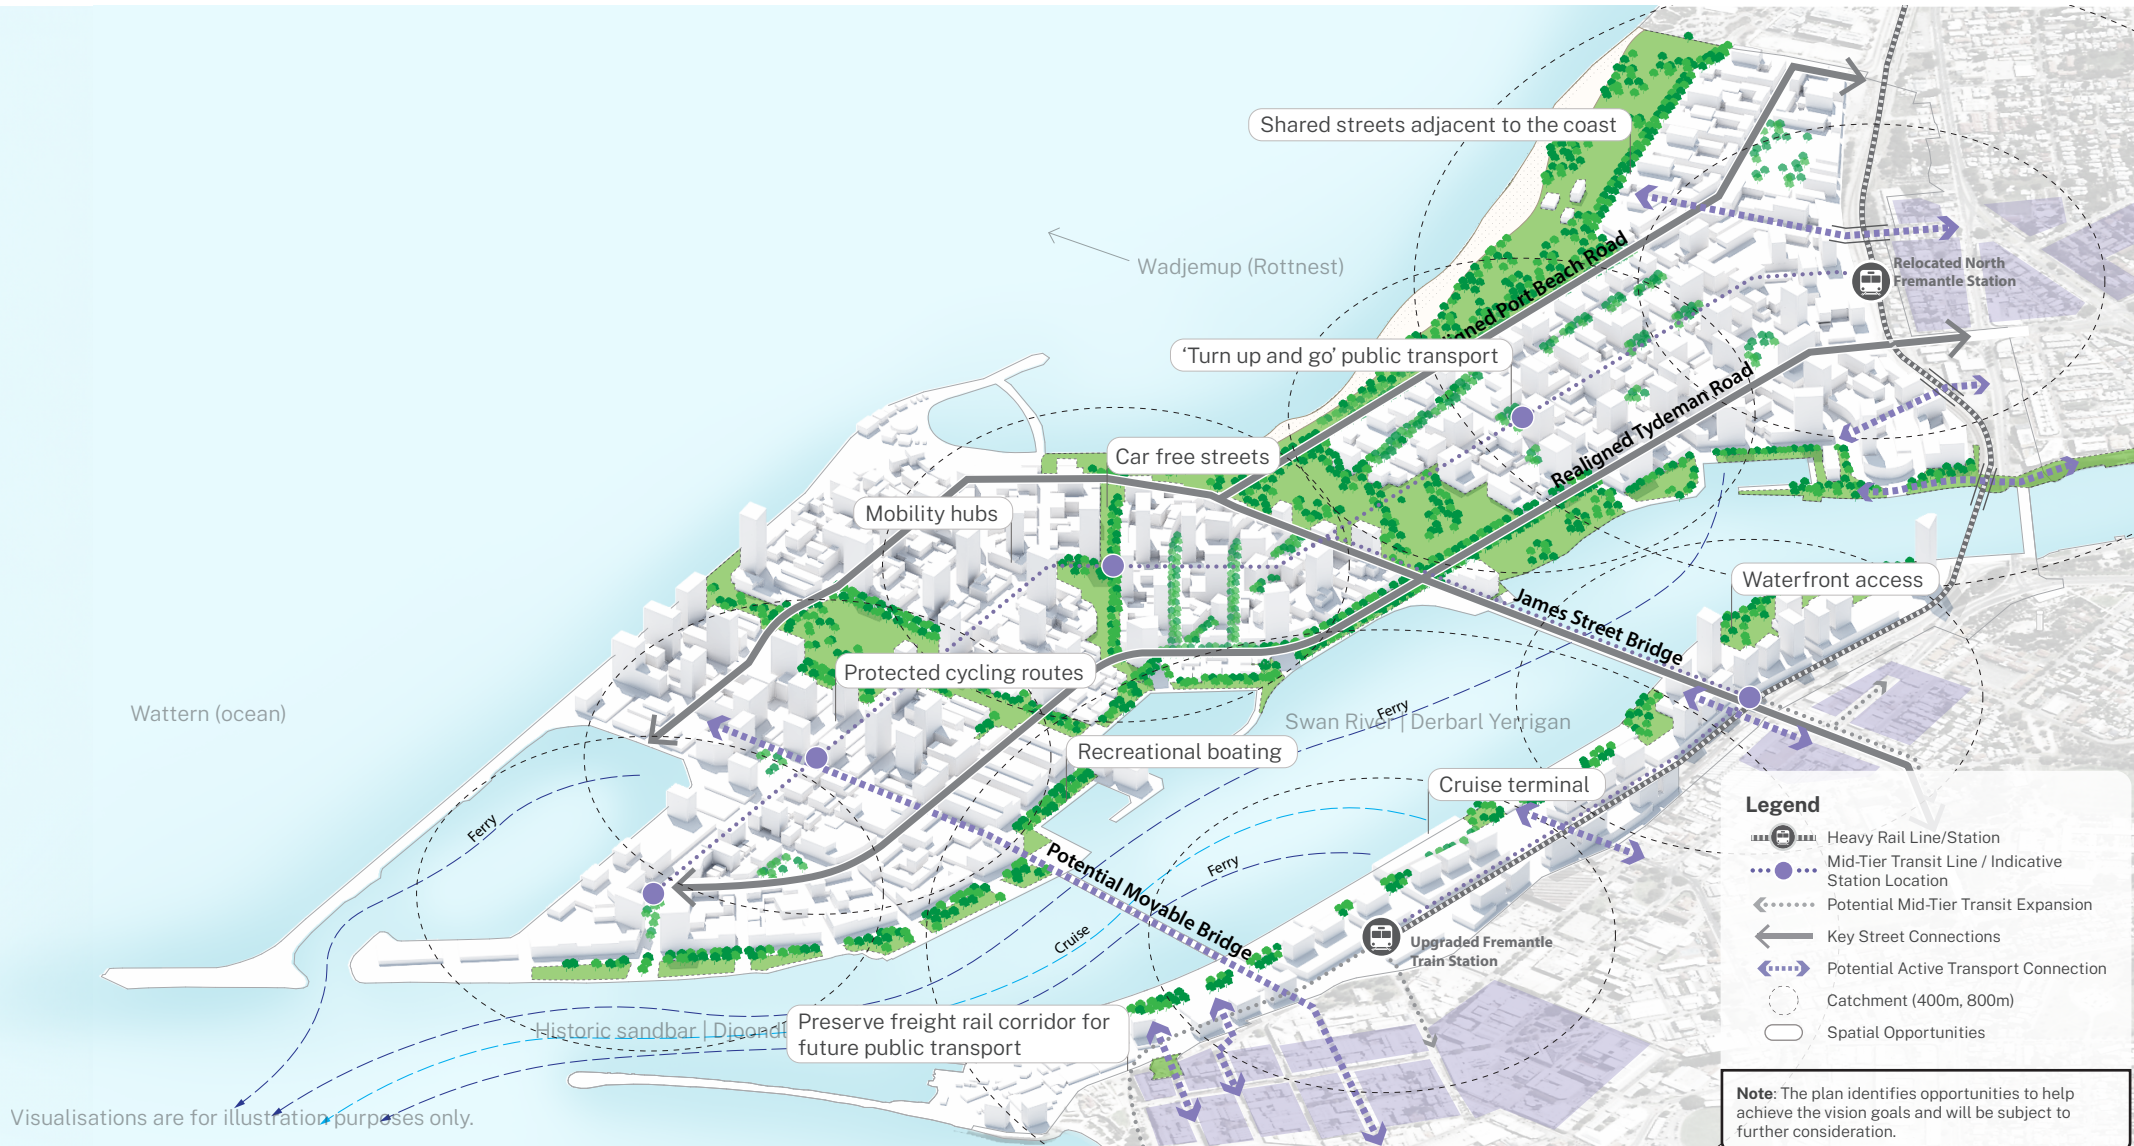 Shared streets adjacent to the coast
Wadjemup (Rottnest)
igned Port Beach Road
Relocated North
Fremantle Station
'Turn up and go' public transport
Realigned Tydeman Road
Car free streets
Mobility hubs
Waterfront access
James Street Bridge
Protected cycling routes
Wattern (ocean)
Ferry
Swan River | Derbarl Yerrigan
Recreational boating
Cruise terminal
Ferry
Ferry
Potential Movable Bridge
Cruise
Upgraded Fremantle
Train Station
Historic sandbar | Djoondl
Preserve freight rail corridor for
future public transport
Visualisations are for illustration purposes only.
Legend
Heavy Rail Line/Station
Mid-Tier Transit Line / Indicative
Station Location
Potential Mid-Tier Transit Expansion
Key Street Connections
Potential Active Transport Connection
Catchment (400m, 800m)
Spatial Opportunities
Note: The plan identifies opportunities to help
achieve the vision goals and will be subject to
further consideration.